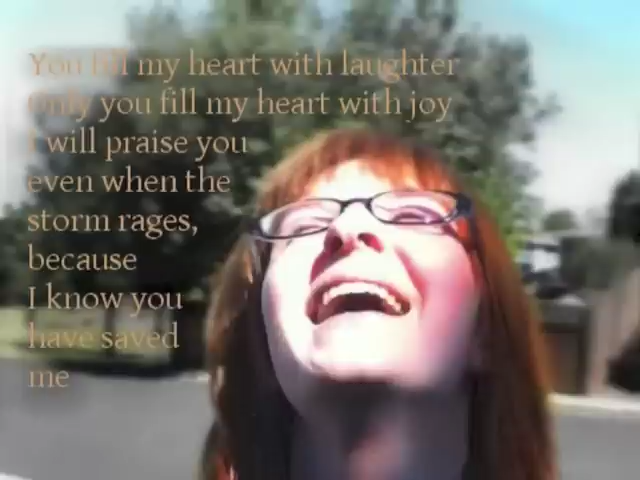 You fill my heart with laughter
Only you fill my heart with joy
I will praise you
even when the
storm rages,
because
I know you
have saved
me